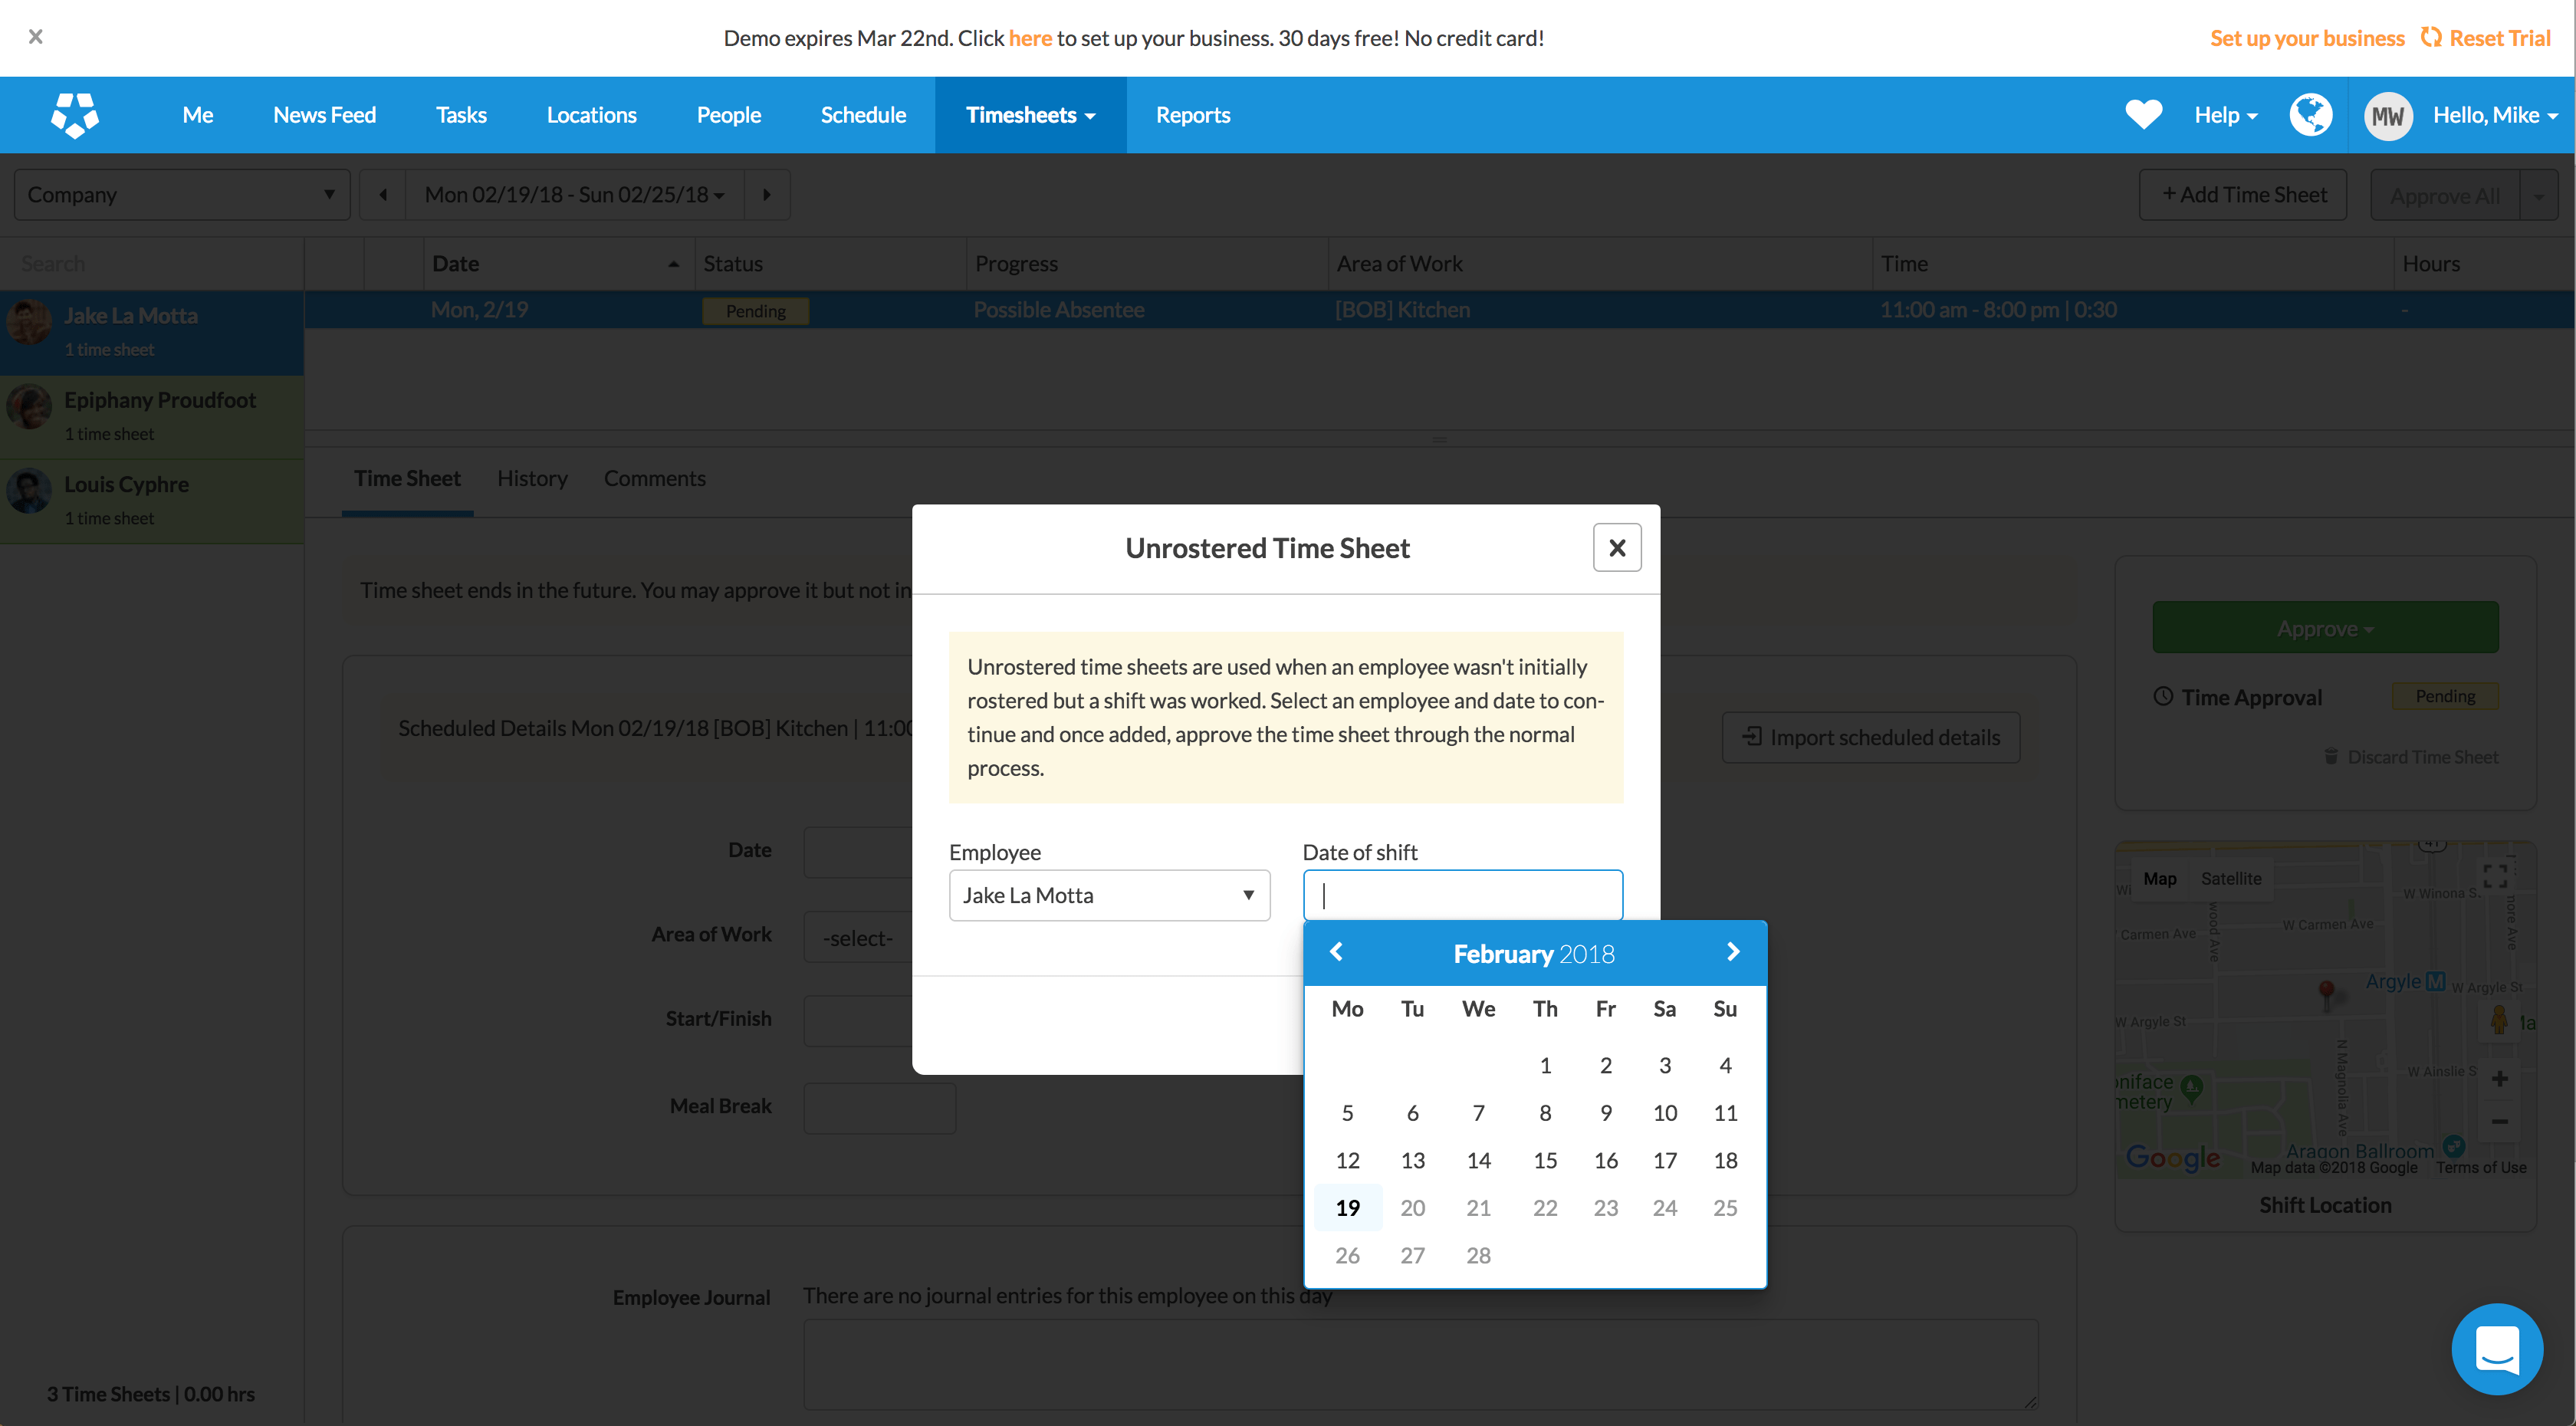 Demo expires Mar 22nd. Click here to set up your business. 30 days free! No credit card!
Set up your business
Reset Trial
Me
News Feed
Tasks
Locations
People
Schedule
Timesheets
Reports
Help
MW
Hello, Mike
Company
Mon 02/19/18 - Sun 02/25/18
+ Add Time Sheet
Approve All
Search
Date
Status
Progress
Area of Work
Time
Hours
Jake La Motta
1 time sheet
Mon, 2/19
Pending
Possible Absentee
[BOB] Kitchen
11:00 am - 8:00 pm | 0:30
-
Epiphany Proudfoot
1 time sheet
Louis Cyphre
1 time sheet
Time Sheet
History
Comments
Time sheet ends in the future. You may approve it but not in
Unrostered Time Sheet
Unrostered time sheets are used when an employee wasn't initially
rostered but a shift was worked. Select an employee and date to con-
tinue and once added, approve the time sheet through the normal
process.
Employee
Jake La Motta
Date of shift
February 2018
Mo Tu We Th Fr Sa Su
1 2 3 4
5 6 7 8 9 10 11
12 13 14 15 16 17 18
19 20 21 22 23 24 25
26 27 28
Scheduled Details Mon 02/19/18 [BOB] Kitchen | 11:00
Import scheduled details
Date
Area of Work
-select-
Start/Finish
Meal Break
Employee Journal
There are no journal entries for this employee on this day
Approve
Time Approval
Pending
Discard Time Sheet
41
Map
Satellite
W Winona S
W Carmen Ave
Carmen Ave
wood Ave
more Ave
Argyle M
W Argyle St
W Argyle St
N Magnolia Ave
W Ainslie S
oniface
metery
Aragon Ballroom
Google
Map data ©2018 Google
Terms of Use
Shift Location
3 Time Sheets | 0.00 hrs